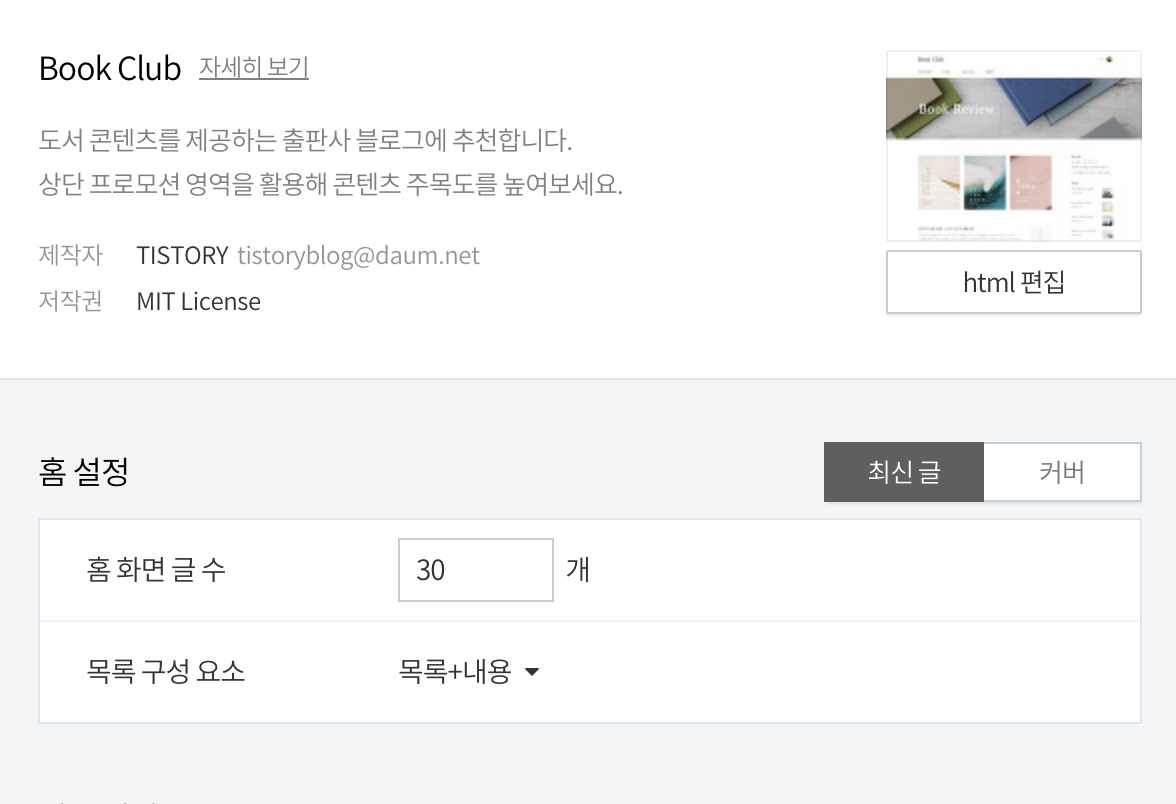 Book Club 자세히 보기
도서 콘텐츠를 제공하는 출판사 블로그에 추천합니다.
상단 프로모션 영역을 활용해 콘텐츠 주목도를 높여보세요.
제작자 TISTORY tistoryblog@daum.net
저작권 MIT License
Book Club
Book Review
html 편집
홈 설정
최신 글 커버
홈 화면 글 수 30 개
목록 구성 요소 목록+내용